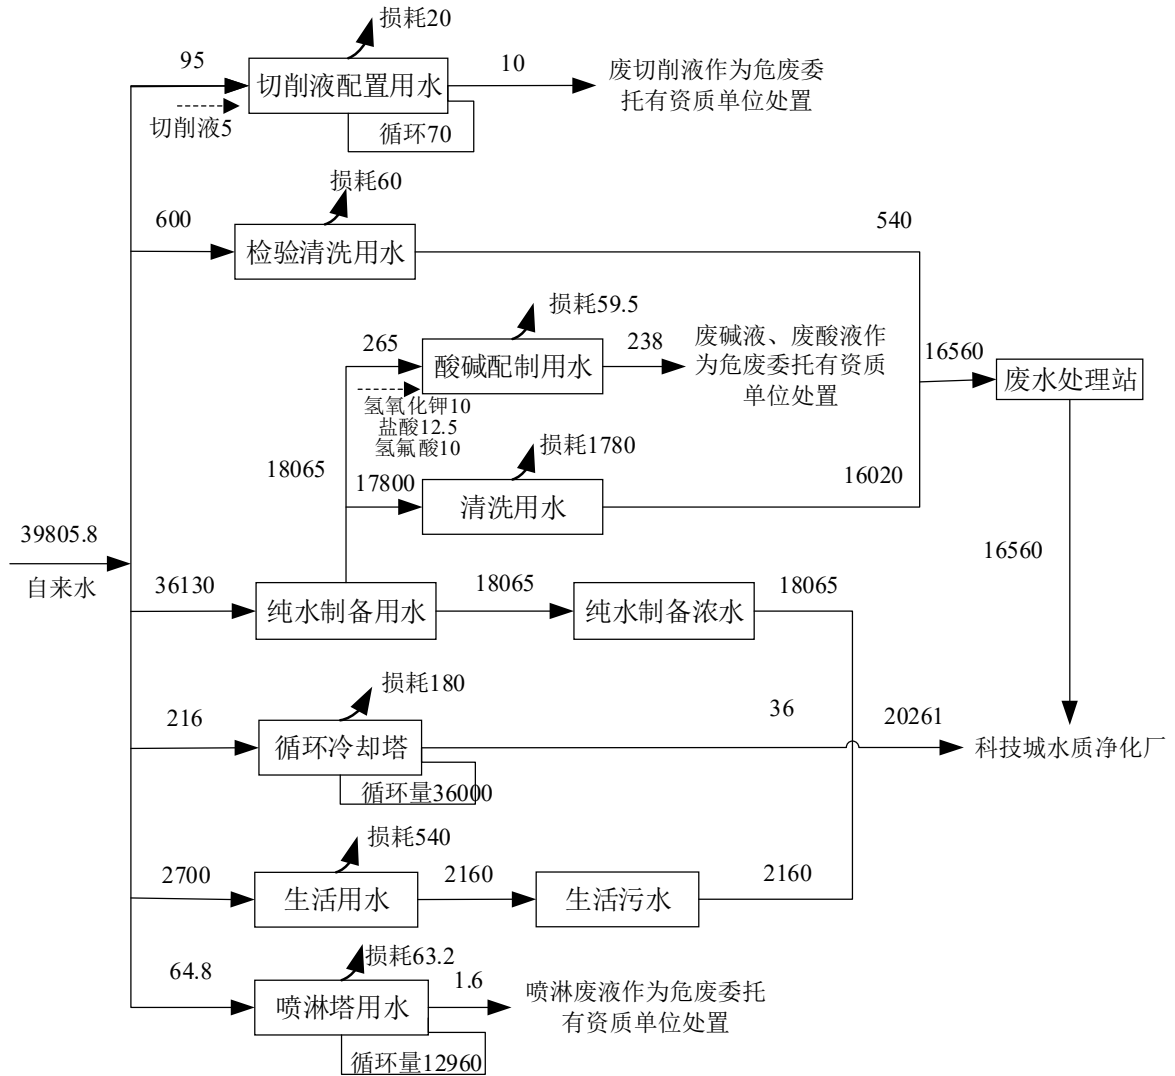 损耗20
95
10
切削液配置用水
废切削液作为危废委
托有资质单位处置
切削液5
循环70
损耗60
600
540
检验清洗用水
损耗59.5
265
238
废碱液、废酸液作
为危废委托有资质
单位处置
酸碱配制用水
16560
废水处理站
氢氧化钾10
盐酸12.5
氢氟酸10
损耗1780
18065
17800
16020
清洗用水
39805.8
自来水
16560
36130
18065
18065
纯水制备用水
纯水制备浓水
损耗180
216
36
20261
循环冷却塔
科技城水质净化厂
循环量36000
损耗540
2700
2160
2160
生活用水
生活污水
损耗63.2
64.8
1.6
喷淋塔用水
喷淋废液作为危废委托
有资质单位处置
循环量12960